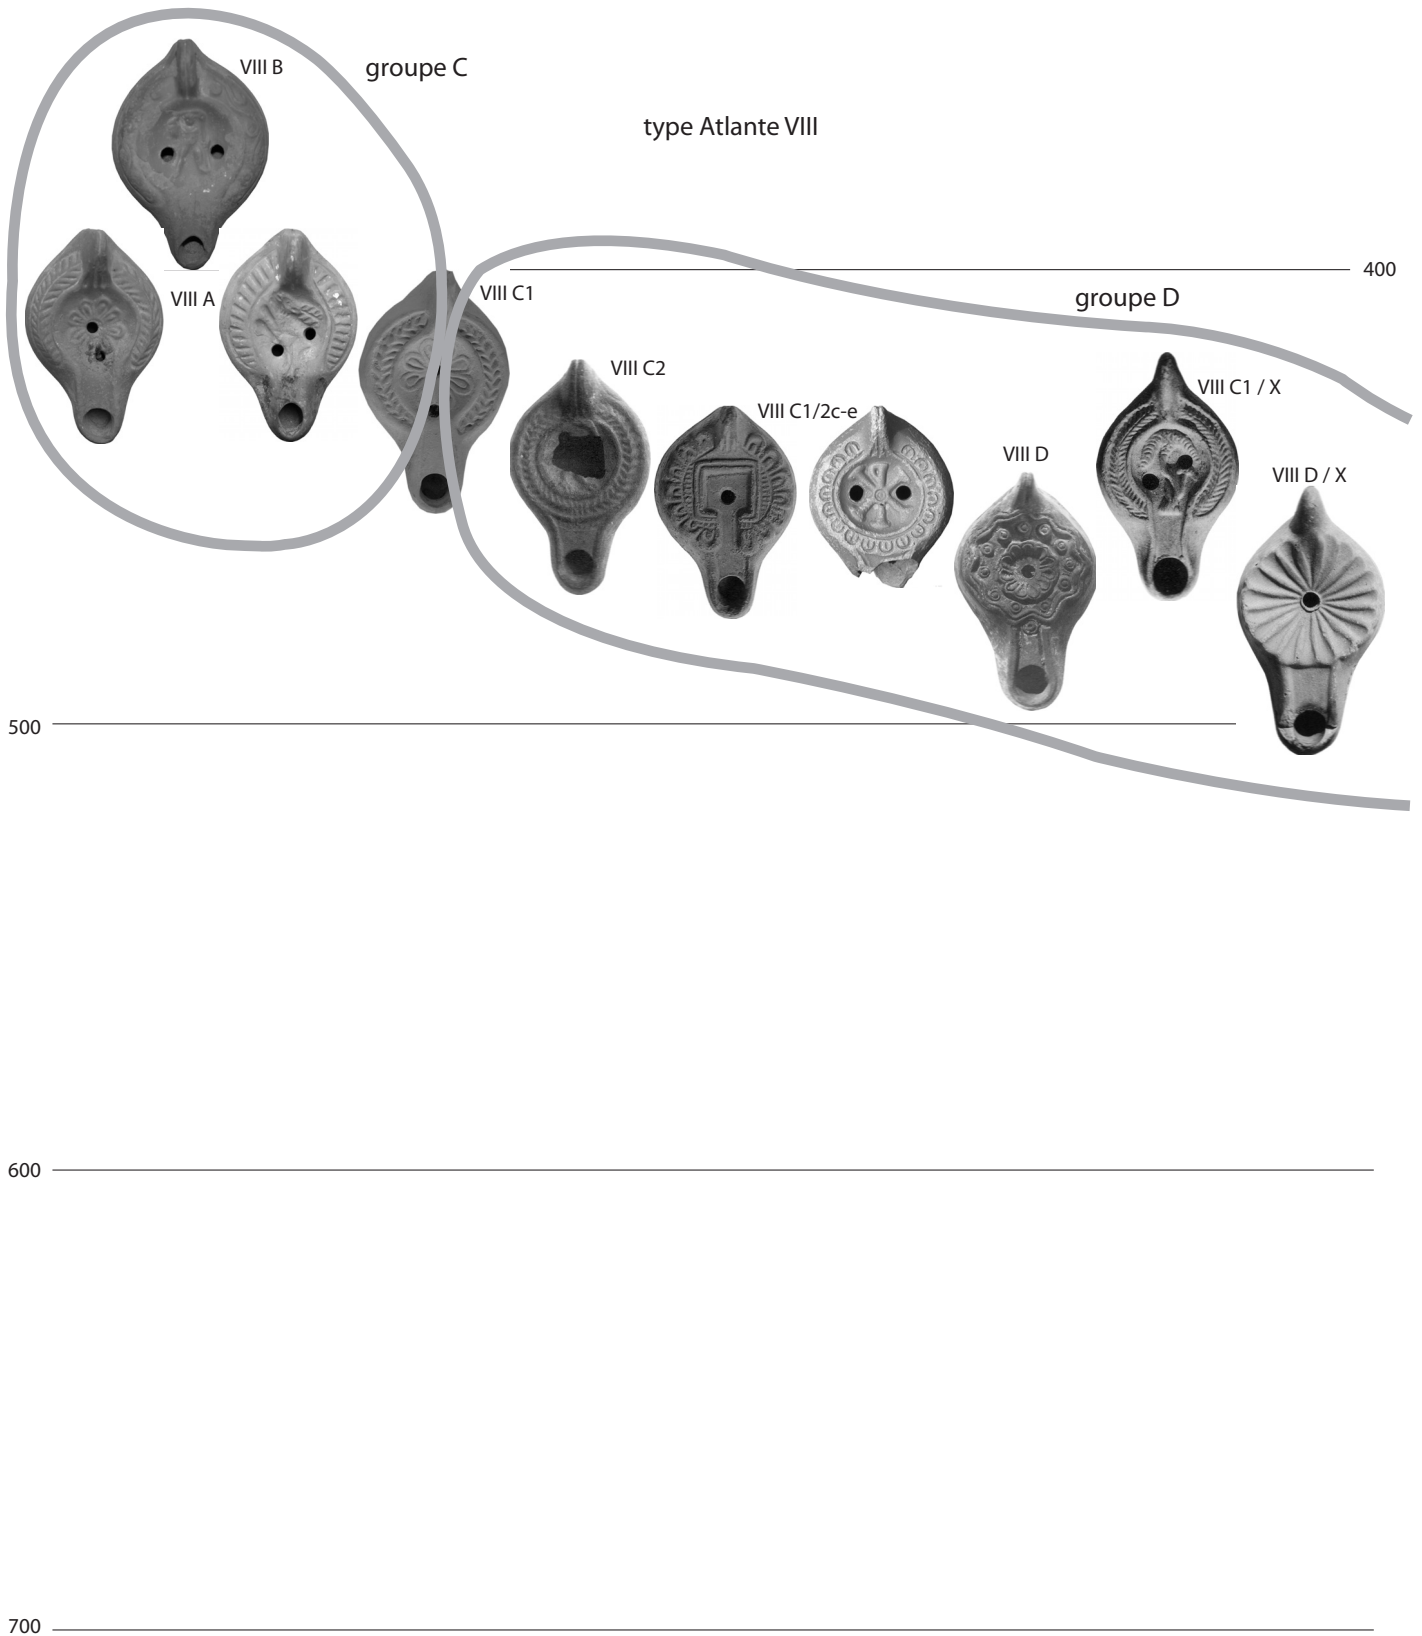 VIII B
groupe C
type Atlante VIII
400
VIII A
VIII C1
groupe D
VIII C2
VIII C1/2c-e
VIII C1 / X
VIII D
VIII D / X
500
600
700